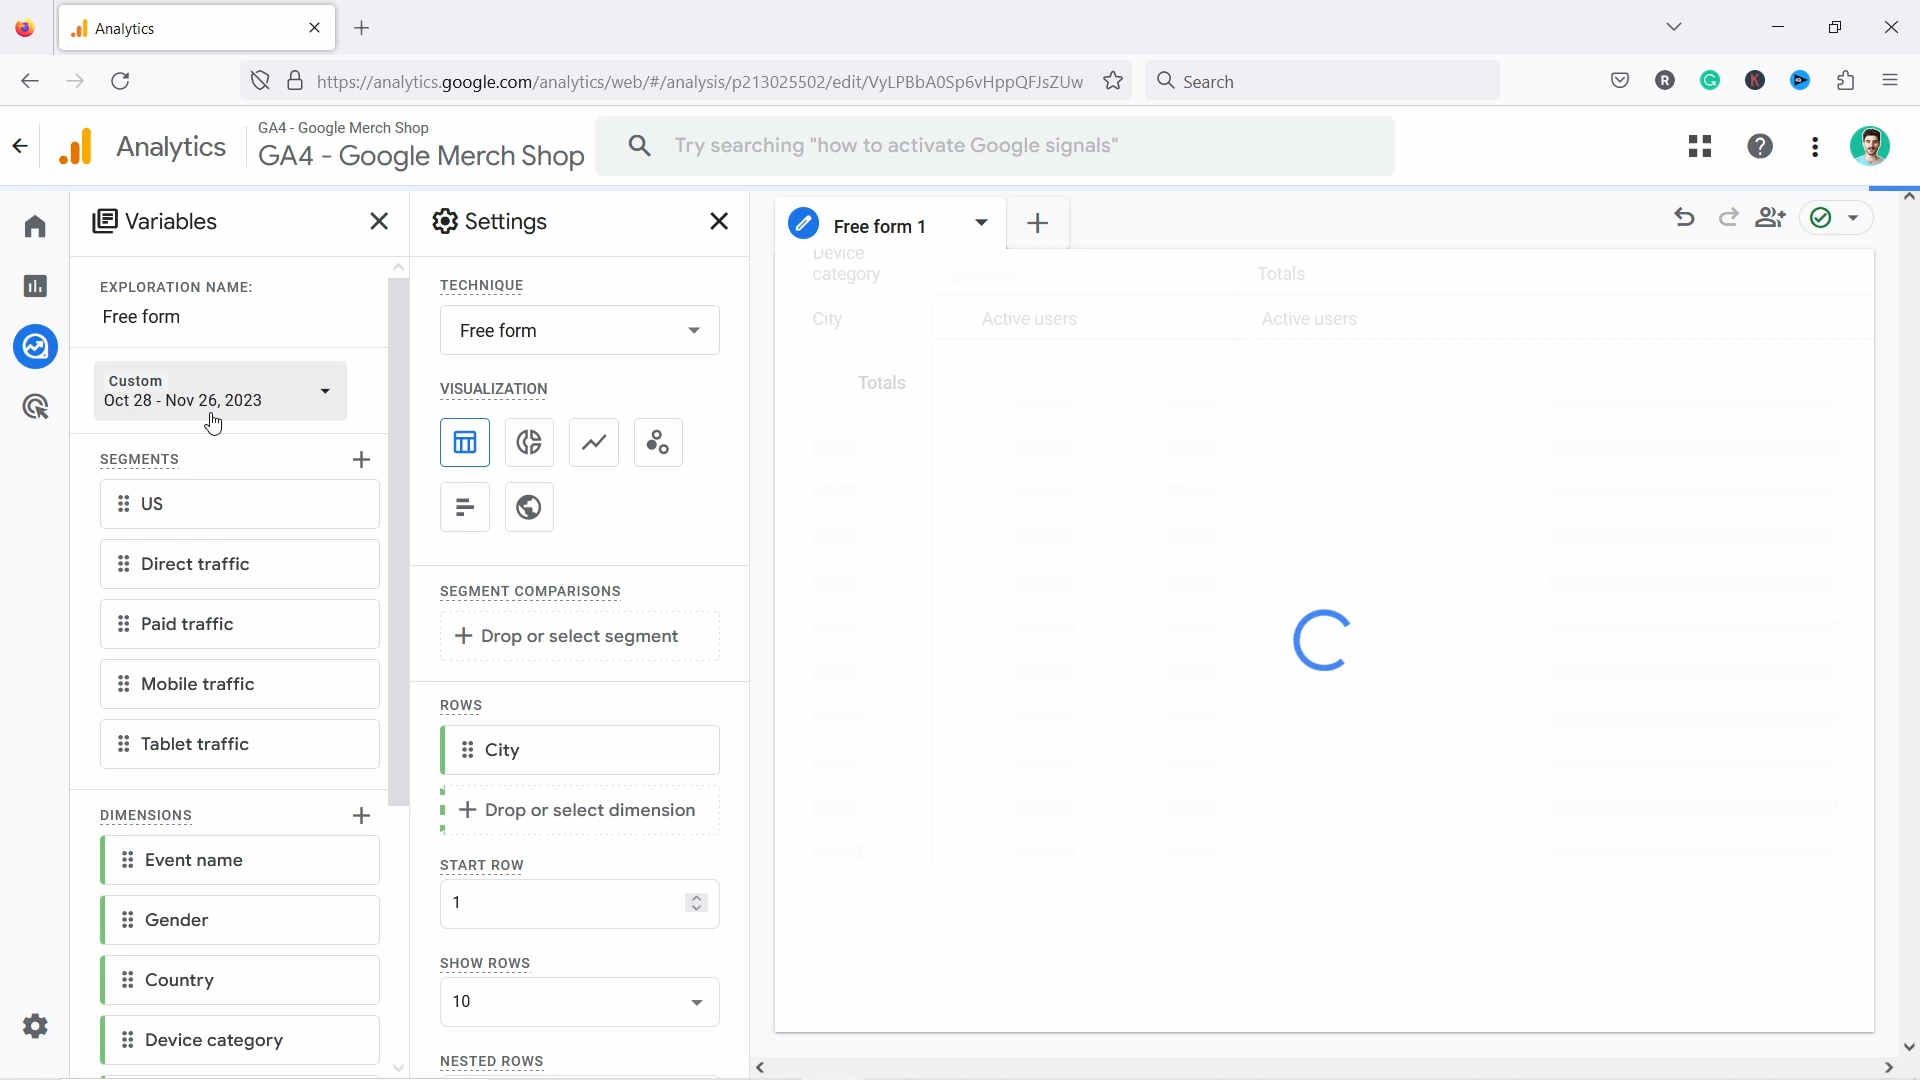 Analytics
https://analytics.google.com/analytics/web/#/analysis/p213025502/edit/VyLPBbA0Sp6vHppQFJsZUw
Search
Analytics
GA4 - Google Merch Shop
GA4 - Google Merch Shop
Try searching "how to activate Google signals"
Variables
EXPLORATION NAME:
Free form
Custom
Oct 28 - Nov 26, 2023
SEGMENTS
US
Direct traffic
Paid traffic
Mobile traffic
Tablet traffic
DIMENSIONS
Event name
Gender
Country
Device category
Settings
TECHNIQUE
Free form
VISUALIZATION
SEGMENT COMPARISONS
Drop or select segment
ROWS
City
Drop or select dimension
START ROW
1
SHOW ROWS
10
NESTED ROWS
Free form 1
Device
category
Totals
City
Active users
Active users
Totals